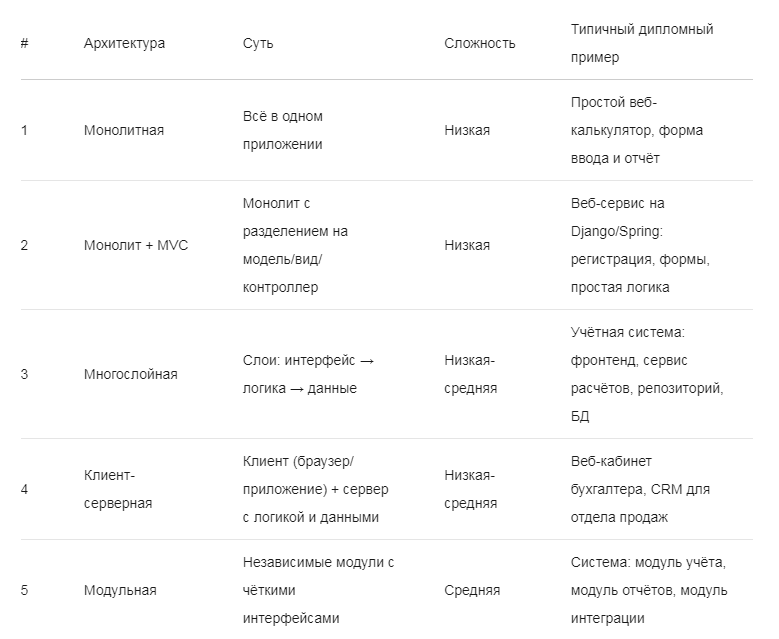 # Архитектура Суть Сложность Типичный дипломный
пример
1 Монолитная Всё в одном
приложении Низкая Простой веб-
калькулятор, форма
ввода и отчёт
2 Монолит + MVC Монолит с
разделением на
модель/вид/
контроллер Низкая Веб-сервис на
Django/Spring:
регистрация, формы,
простая логика
3 Многослойная Слои: интерфейс →
логика → данные Низкая-
средняя Учётная система:
фронтенд, сервис
расчётов, репозиторий,
БД
4 Клиент-
серверная Клиент (браузер/
приложение) + сервер
с логикой и данными Низкая-
средняя Веб-кабинет
бухгалтера, CRM для
отдела продаж
5 Модульная Независимые модули с
чёткими
интерфейсами Средняя Система: модуль учёта,
модуль отчётов, модуль
интеграции